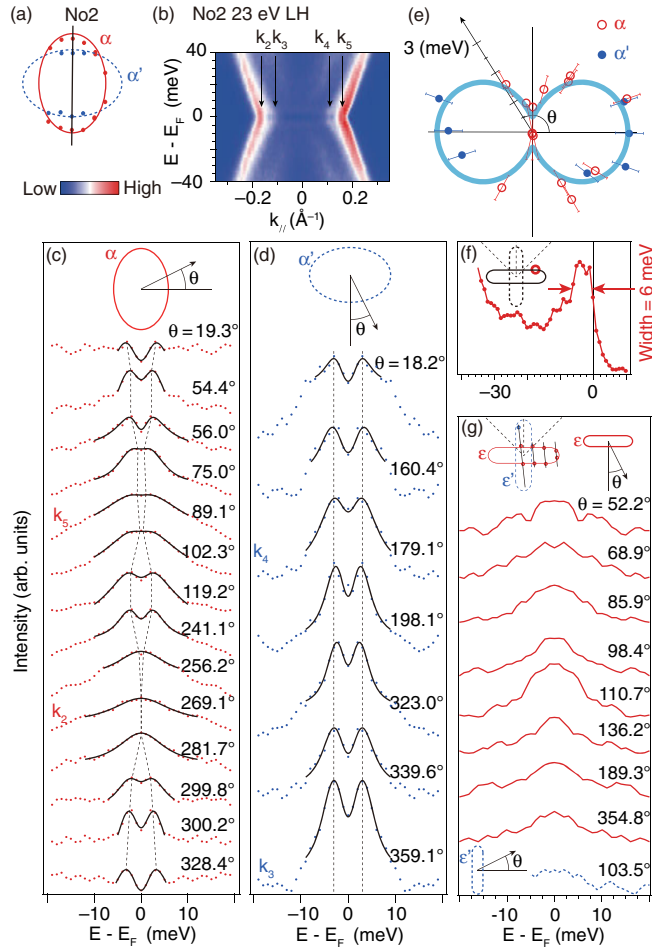 (a) No2
α
α'
Low High
(b) No2 23 eV LH
k2 k3 k4 k5
E - EF (meV)
40
0
−40
−0.2 0 0.2
k// (Å⁻¹)
(e)
α
α'
3 (meV)
θ
(c)
α
θ
θ = 19.3°
54.4°
56.0°
75.0°
k5
89.1°
102.3°
119.2°
241.1°
256.2°
269.1°
k2
281.7°
299.8°
300.2°
328.4°
−10 0 10
E - EF (meV)
Intensity (arb. units)
(d)
α'
θ
θ = 18.2°
160.4°
179.1°
k4
198.1°
323.0°
339.6°
359.1°
k3
−10 0 10
E - EF (meV)
(f)
Width = 6 meV
−30 0
(g)
ε
ε'
ε
θ
θ = 52.2°
68.9°
85.9°
98.4°
110.7°
136.2°
189.3°
354.8°
ε'
θ
103.5°
-10 0 10
E - EF (meV)